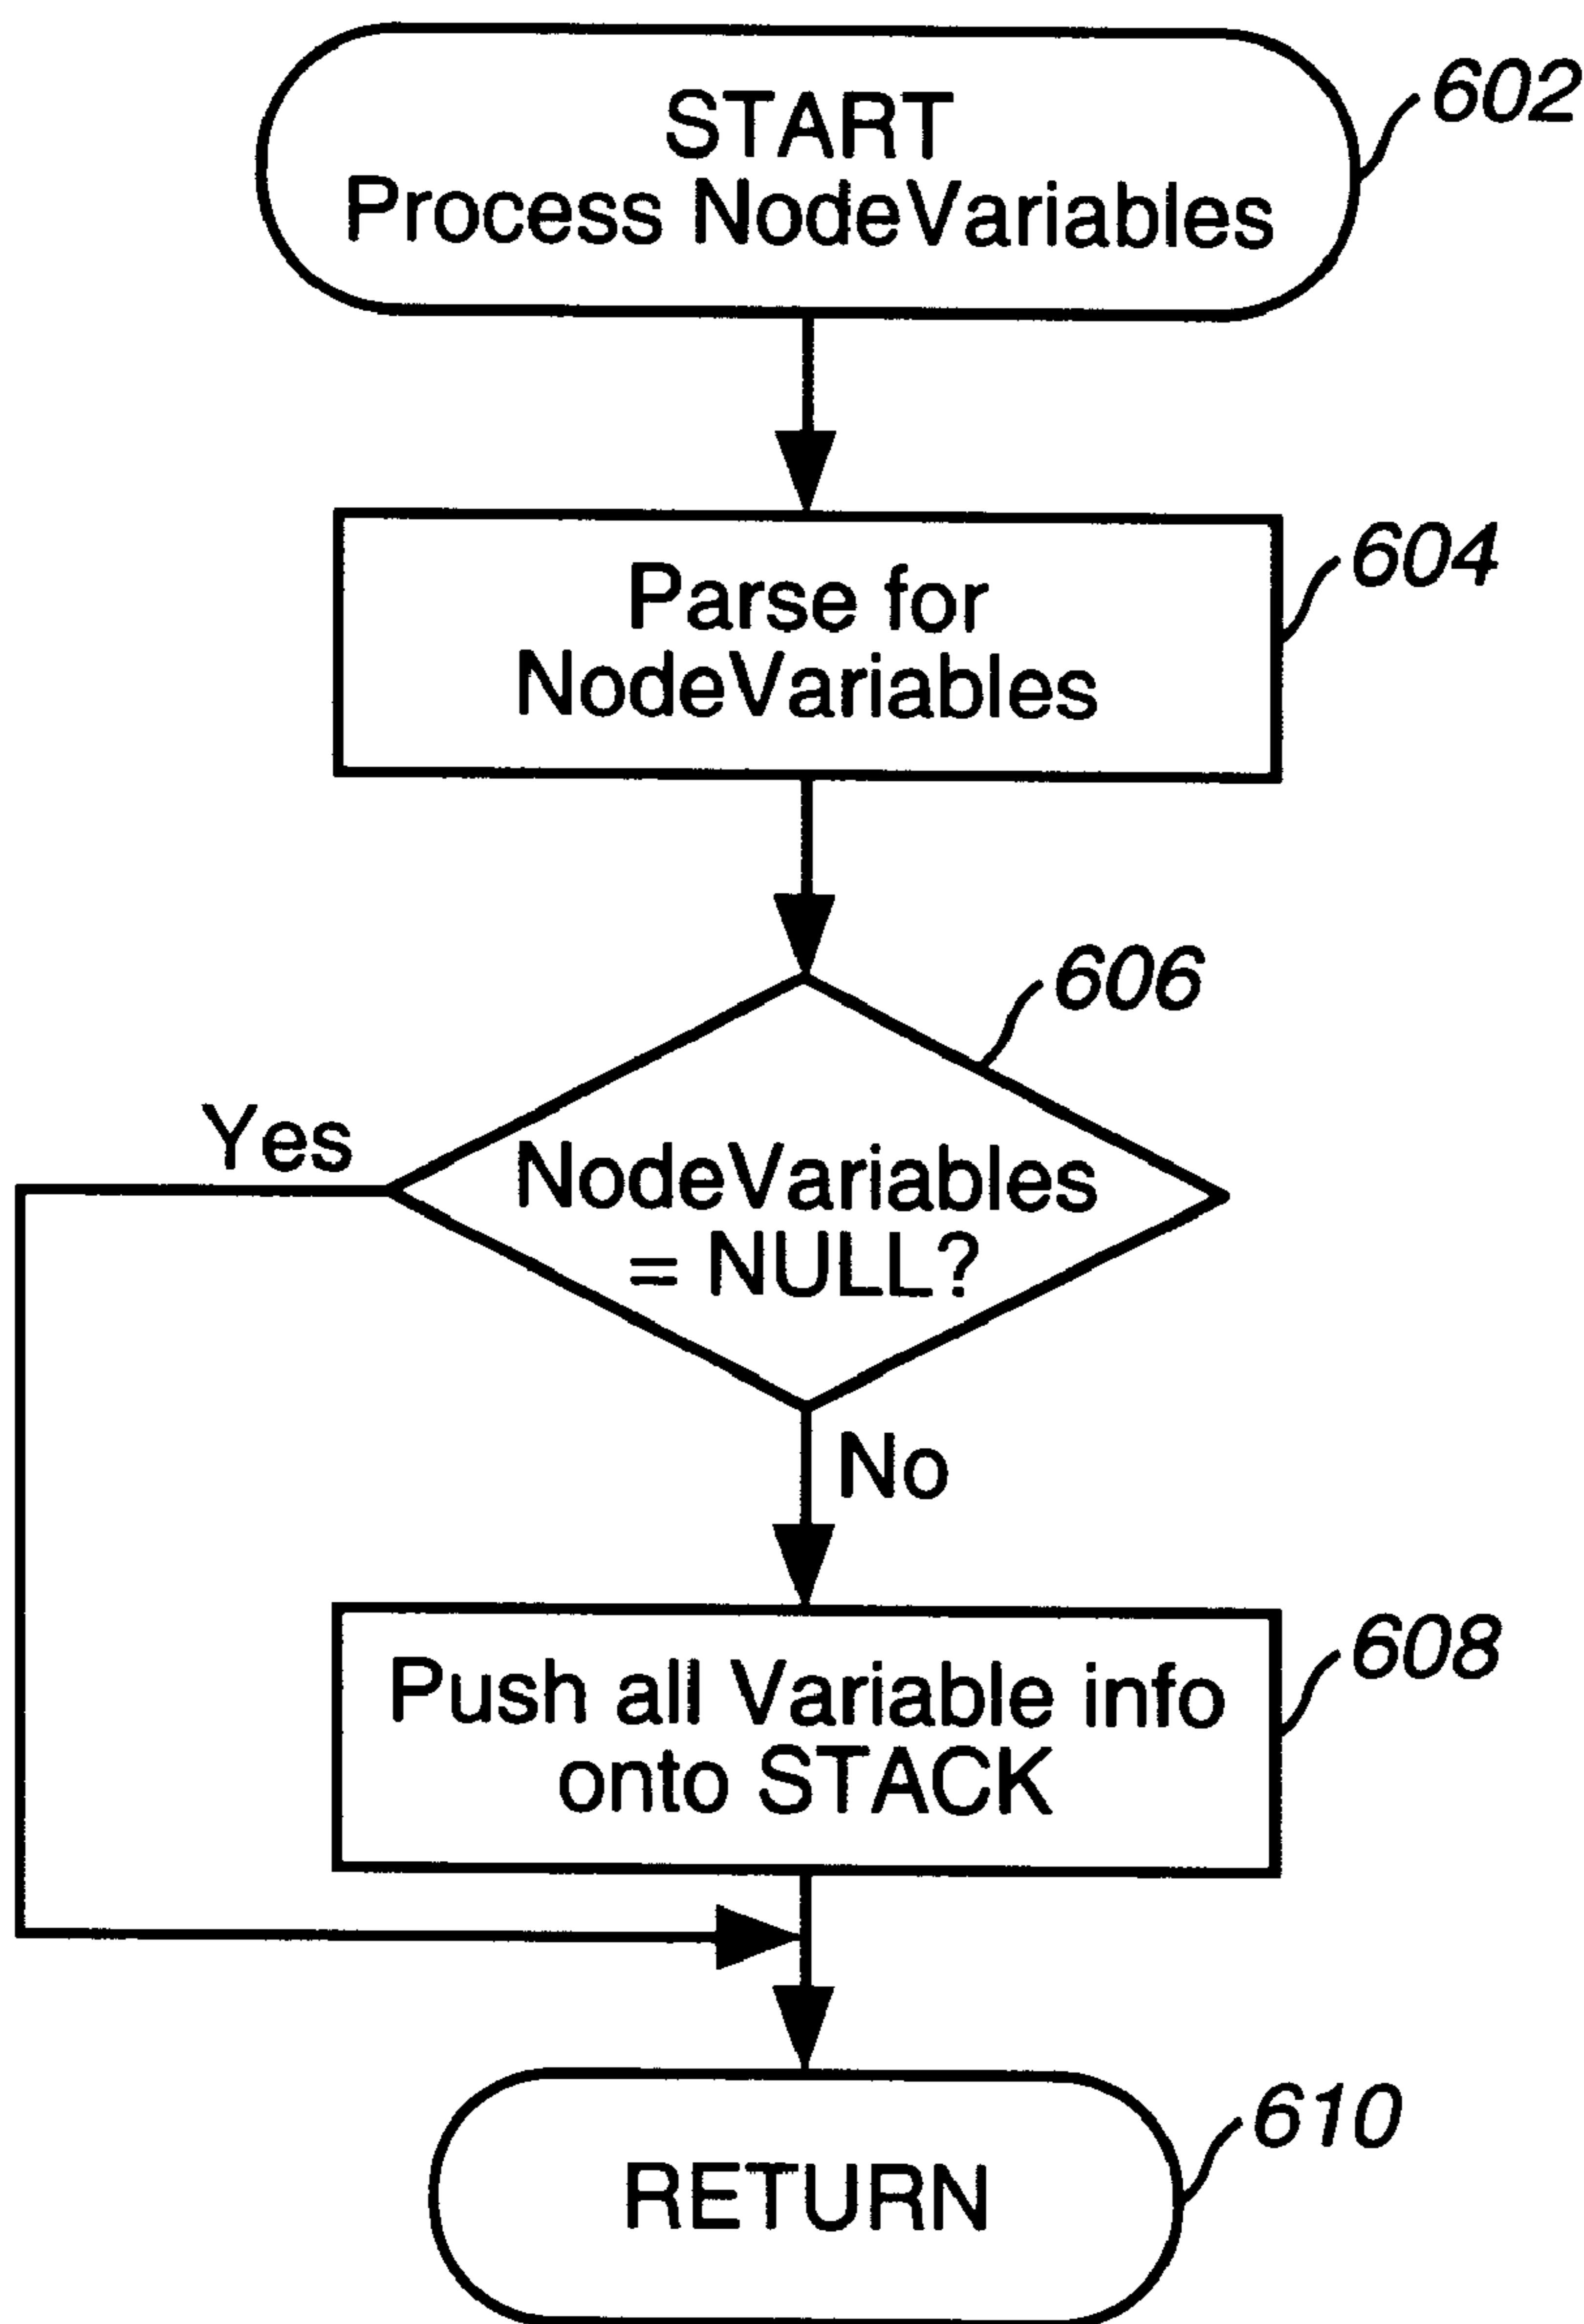 START
Process NodeVariables
602
Parse for
NodeVariables
604
606
Yes
NodeVariables
= NULL?
No
Push all Variable info
onto STACK
608
RETURN
610